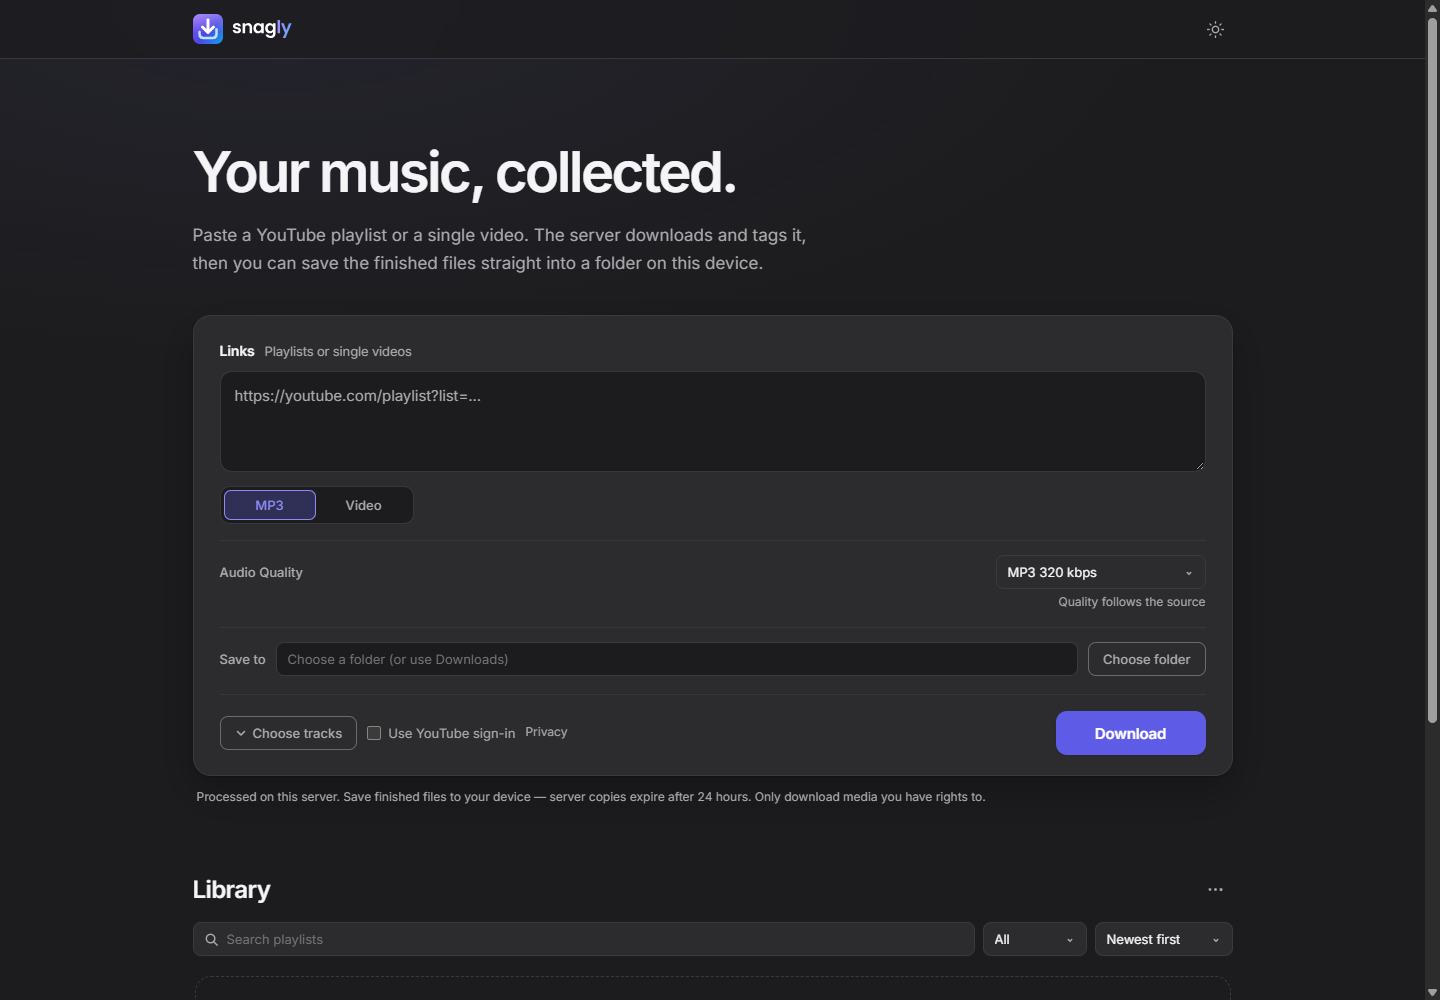 snagly
Your music, collected.
Paste a YouTube playlist or a single video. The server downloads and tags it,
then you can save the finished files straight into a folder on this device.
Links Playlists or single videos
https://youtube.com/playlist?list=...
MP3 Video
Audio Quality MP3 320 kbps
Quality follows the source
Save to Choose a folder (or use Downloads) Choose folder
Choose tracks Use YouTube sign-in Privacy Download
Processed on this server. Save finished files to your device — server copies expire after 24 hours. Only download media you have rights to.
Library
Search playlists All Newest first